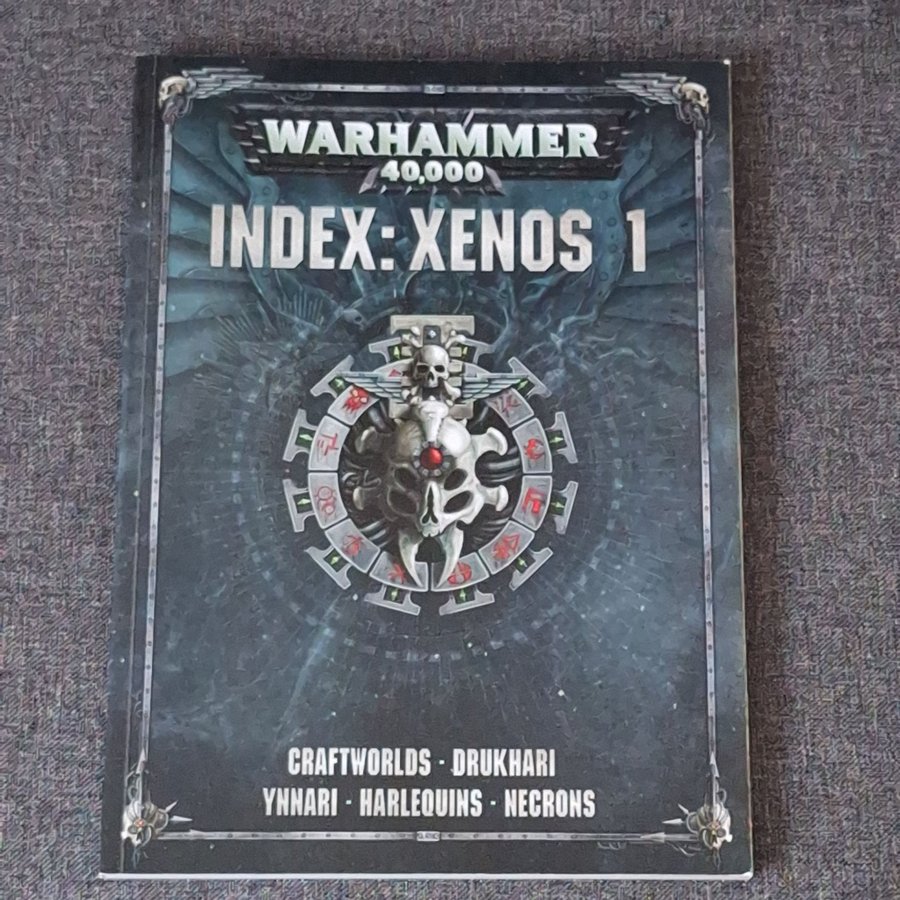 WARHAMMER
40,000
INDEX: XENOS 1
CRAFTWORLDS · DRUKHARI
YNNARI · HARLEQUINS · NECRONS